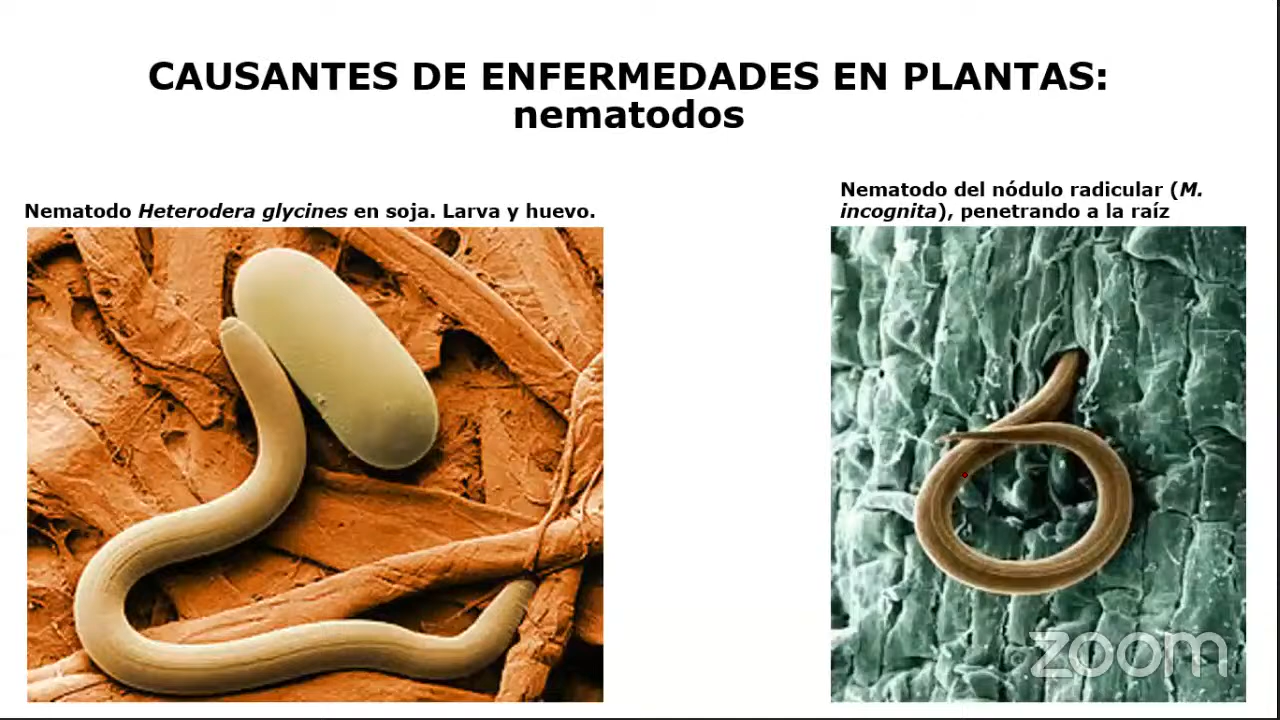 CAUSANTES DE ENFERMEDADES EN PLANTAS:
nematodos
Nematodo Heterodera glycines en soja. Larva y huevo.
Nematodo del nódulo radicular (M.
incognita), penetrando a la raíz
zoom